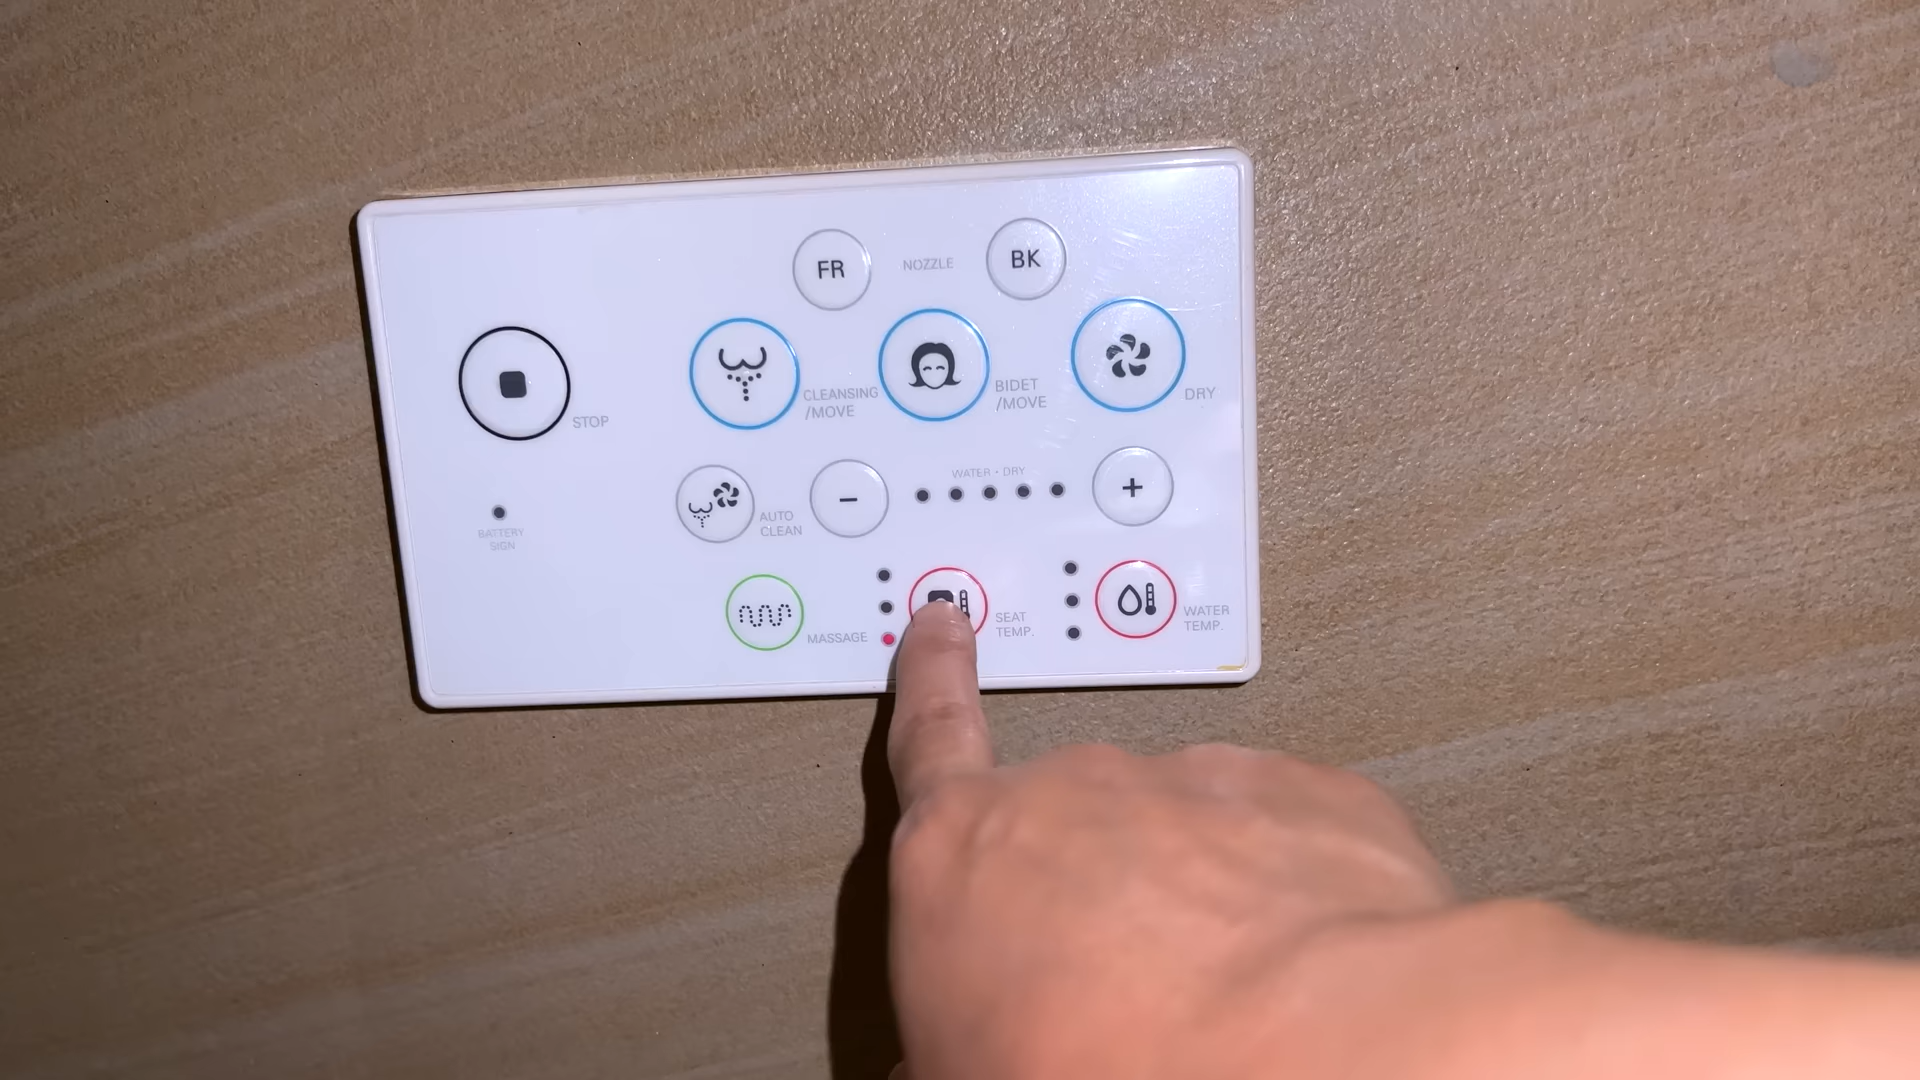 FR
NOZZLE
BK
STOP
CLEANSING
/MOVE
BIDET
/MOVE
DRY
BATTERY
SIGN
AUTO
CLEAN
−
WATER • DRY
+
MASSAGE
SEAT
TEMP.
WATER
TEMP.